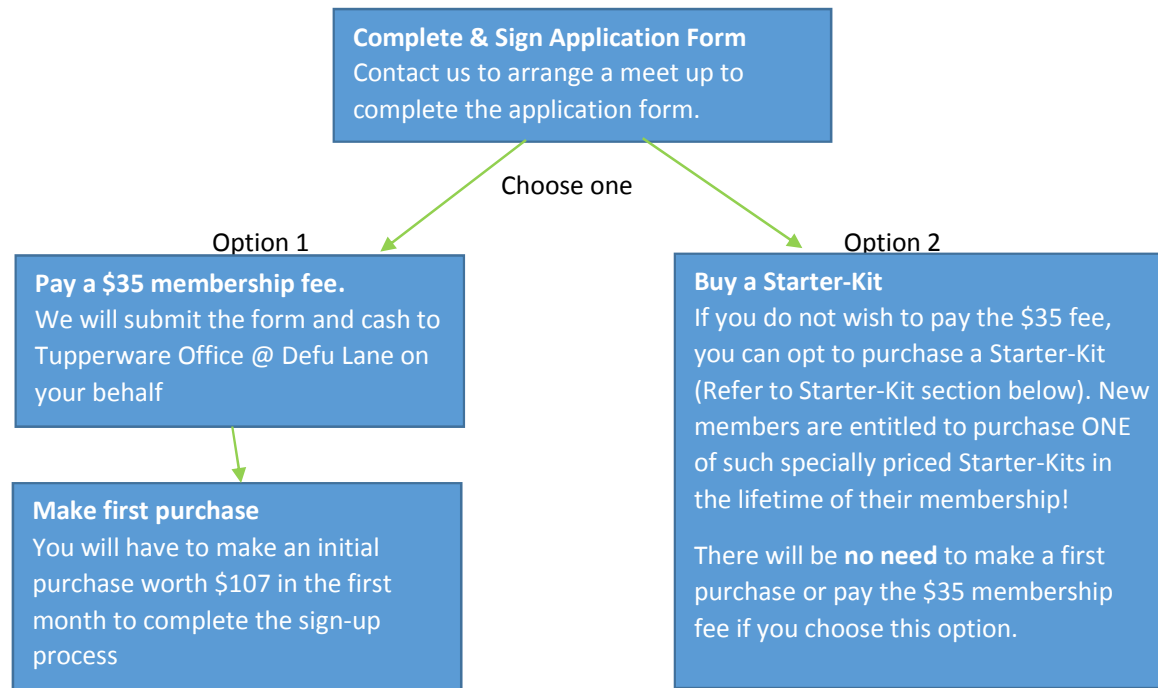 Complete & Sign Application Form
Contact us to arrange a meet up to
complete the application form.
Choose one
Option 1
Pay a $35 membership fee.
We will submit the form and cash to
Tupperware Office @ Defu Lane on
your behalf
Make first purchase
You will have to make an initial
purchase worth $107 in the first
month to complete the sign-up
process
Option 2
Buy a Starter-Kit
If you do not wish to pay the $35 fee,
you can opt to purchase a Starter-Kit
(Refer to Starter-Kit section below). New
members are entitled to purchase ONE
of such specially priced Starter-Kits in
the lifetime of their membership!
There will be no need to make a first
purchase or pay the $35 membership
fee if you choose this option.